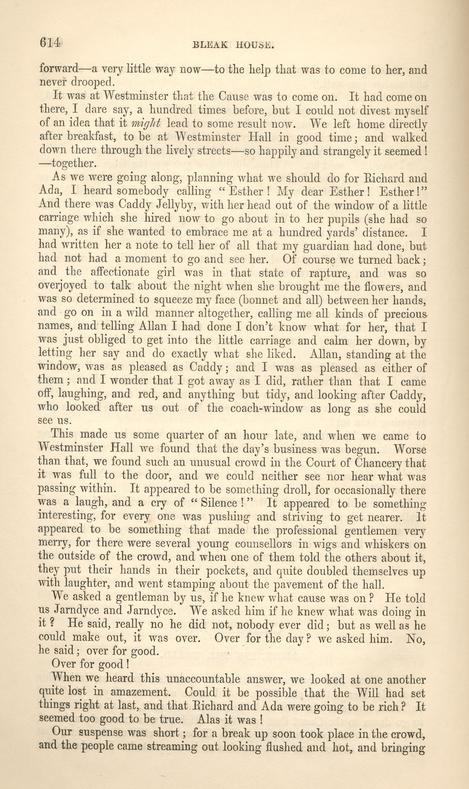 614 BLEAK HOUSE.
forward—a very little way now—to the help that was to come to her, and
never drooped.
It was at Westminster that the Cause was to come on. It had come on
there, I dare say, a hundred times before, but I could not divest myself
of an idea that it might lead to some result now. We left home directly
after breakfast, to be at Westminster Hall in good time; and walked
down there through the lively streets—so happily and strangely it seemed!
—together.
As we were going along, planning what we should do for Richard and
Ada, I heard somebody calling "Esther! My dear Esther! Esther!"
And there was Caddy Jellyby, with her head out of the window of a little
carriage which she hired now to go about in to her pupils (she had so
many), as if she wanted to embrace me at a hundred yards' distance. I
had written her a note to tell her of all that my guardian had done, but
had not had a moment to go and see her. Of course we turned back;
and the affectionate girl was in that state of rapture, and was so
overjoyed to talk about the night when she brought me the flowers, and
was so determined to squeeze my face (bonnet and all) between her hands,
and go on in a wild manner altogether, calling me all kinds of precious
names, and telling Allan I had done I don't know what for her, that I
was just obliged to get into the little carriage and calm her down, by
letting her say and do exactly what she liked. Allan, standing at the
window, was as pleased as Caddy; and I was as pleased as either of
them; and I wonder that I got away as I did, rather than that I came
off, laughing, and red, and anything but tidy, and looking after Caddy,
who looked after us out of the coach-window as long as she could
see us.
This made us some quarter of an hour late, and when we came to
Westminster Hall we found that the day's business was begun. Worse
than that, we found such an unusual crowd in the Court of Chancery that
it was full to the door, and we could neither see nor hear what was
passing within. It appeared to be something droll, for occasionally there
was a laugh, and a cry of "Silence!" It appeared to be something
interesting, for every one was pushing and striving to get nearer. It
appeared to be something that made the professional gentlemen very
merry, for there were several young counsellors in wigs and whiskers on
the outside of the crowd, and when one of them told the others about it,
they put their hands in their pockets, and quite doubled themselves up
with laughter, and went stamping about the pavement of the hall.
We asked a gentleman by us, if he knew what cause was on? He told
us Jarndyce and Jarndyce. We asked him if he knew what was doing in
it? He said, really no he did not, nobody ever did; but as well as he
could make out, it was over. Over for the day? we asked him. No,
he said; over for good.
Over for good!
When we heard this unaccountable answer, we looked at one another
quite lost in amazement. Could it be possible that the Will had set
things right at last, and that Richard and Ada were going to be rich? It
seemed too good to be true. Alas it was!
Our suspense was short; for a break up soon took place in the crowd,
and the people came streaming out looking flushed and hot, and bringing